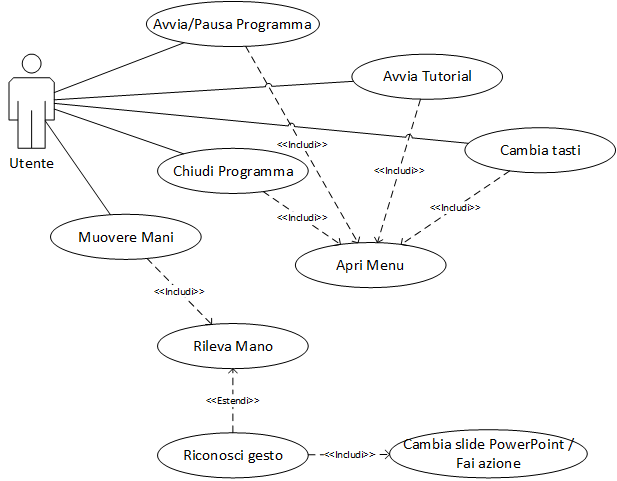 Avvia/Pausa Programma
Avvia Tutorial
Utente
<<Includi>>
Cambia tasti
Chiudi Programma
<<Includi>>
<<Includi>>
<<Includi>>
Muovere Mani
Apri Menu
<<Includi>>
Rileva Mano
<<Estendi>>
Riconosci gesto
<<Includi>>
Cambia slide PowerPoint /
Fai azione